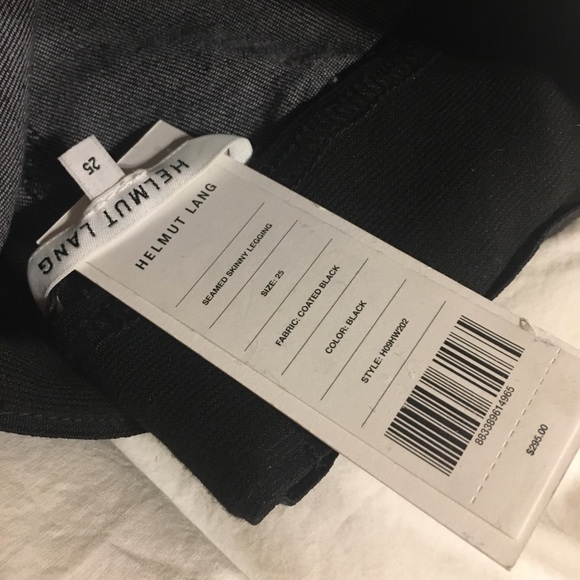 25
HELMUT LANG
HELMUT LANG
SEAMED SKINNY LEGGING
SIZE: 25
FABRIC: COATED BLACK
COLOR: BLACK
STYLE: H09HW202
883389614965
$295.00